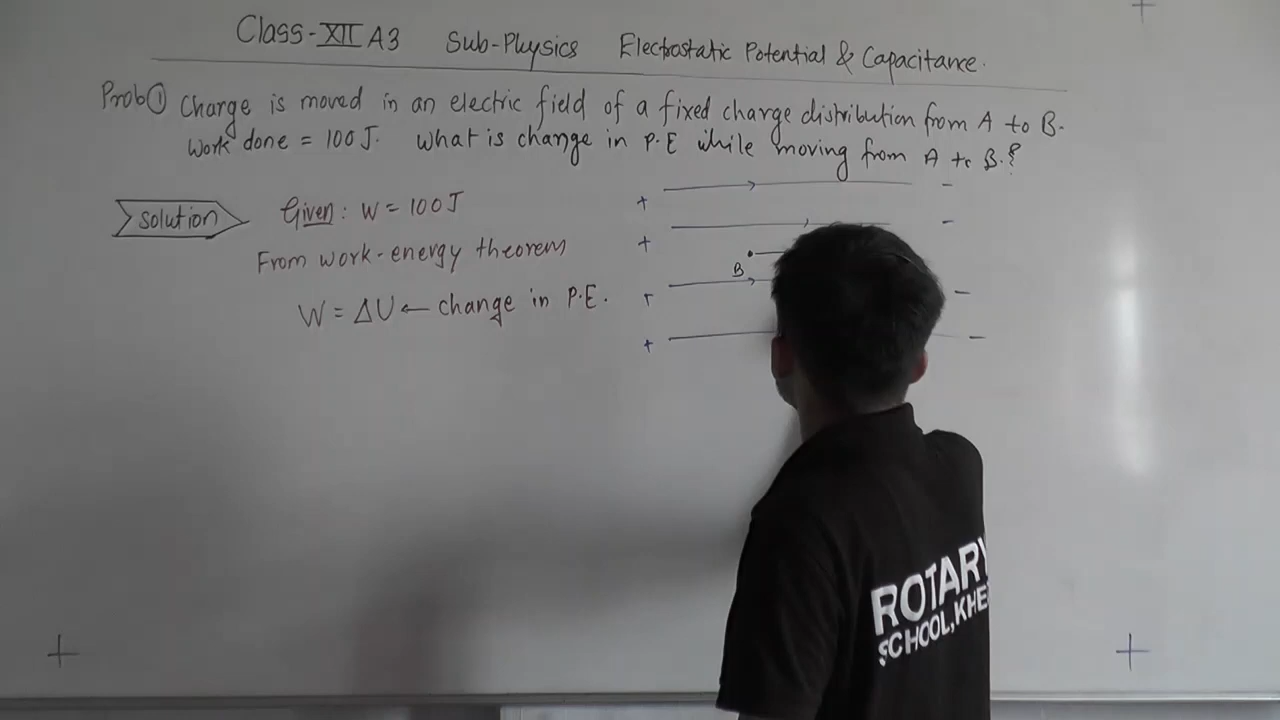 Class-XII A3 Sub-Physics Electrostatic Potential & Capacitance.
Prob① Charge is moved in an electric field of a fixed charge distribution from A to B.
Work done = 100 J. What is change in P.E while moving from A to B.?
Solution
Given: W = 100 J
From work-energy theorem
W = ΔU ← change in P.E.
+ -
+ -
B
+ -
+ -
ROTARY
SCHOOL, KHE